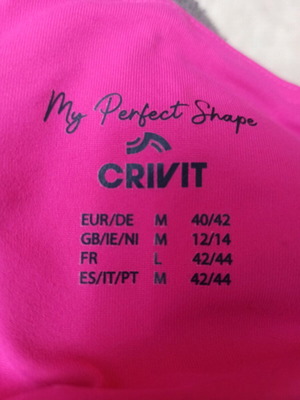 My Perfect Shape
CRIVIT
EUR/DE M 40/42
GB/IE/NI M 12/14
FR L 42/44
ES/IT/PT M 42/44